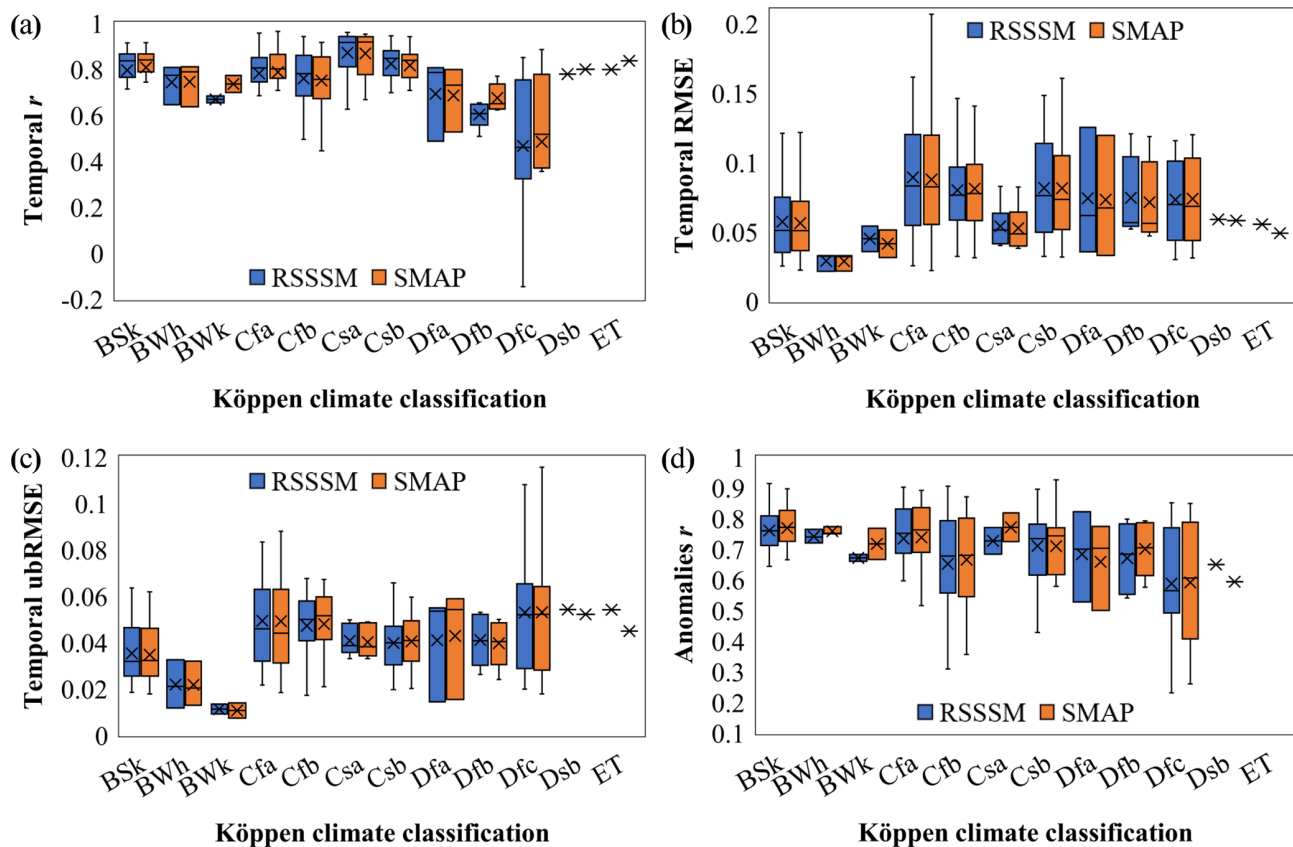 (a)
Temporal r
1
0.8
0.6
0.4
0.2
0
-0.2
RSSSM SMAP
BSk BWh BWk Cfa Cfb Csa Csb Dfa Dfb Dfc Dsb ET
Köppen climate classification
(b)
Temporal RMSE
0.2
0.15
0.1
0.05
0
RSSSM SMAP
BSk BWh BWk Cfa Cfb Csa Csb Dfa Dfb Dfc Dsb ET
Köppen climate classification
(c)
Temporal ubRMSE
0.12
0.1
0.08
0.06
0.04
0.02
0
RSSSM SMAP
BSk BWh BWk Cfa Cfb Csa Csb Dfa Dfb Dfc Dsb ET
Köppen climate classification
(d)
Anomalies r
1
0.9
0.8
0.7
0.6
0.5
0.4
0.3
0.2
0.1
RSSSM SMAP
BSk BWh BWk Cfa Cfb Csa Csb Dfa Dfb Dfc Dsb ET
Köppen climate classification